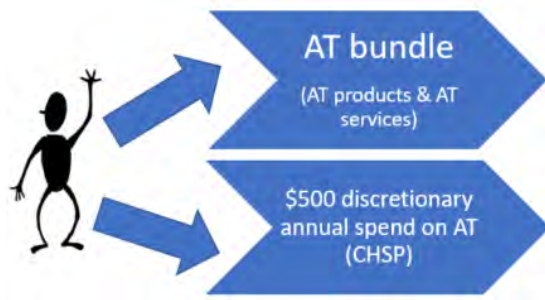 AT bundle
(AT products & AT
services)
$500 discretionary
annual spend on AT
(CHSP)